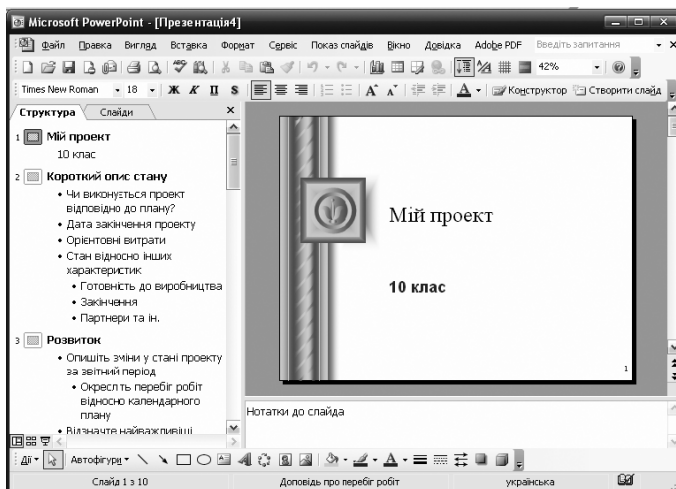 Microsoft PowerPoint - [Презентація4]
Файл Правка Вигляд Вставка Формат Сервіс Показ слайдів Вікно Довідка Adobe PDF Введіть запитання
42%
Times New Roman 18 Ж К П S Конструктор Створити слайд
Структура Слайди
1 Мій проект
10 клас
2 Короткий опис стану
• Чи виконується проект
відповідно до плану?
• Дата закінчення проекту
• Орієнтовні витрати
• Стан відносно інших
характеристик
• Готовність до виробництва
• Закінчення
• Партнери та ін.
3 Розвиток
• Опишіть зміни у стані проекту
за звітний період
• Окресліть перебіг робіт
відносно календарного
плану
• Відзначте найважливіші
Мій проект
10 клас
1
Нотатки до слайда
Дії Автофігури
Слайд 1 з 10 Доповідь про перебіг робіт українська